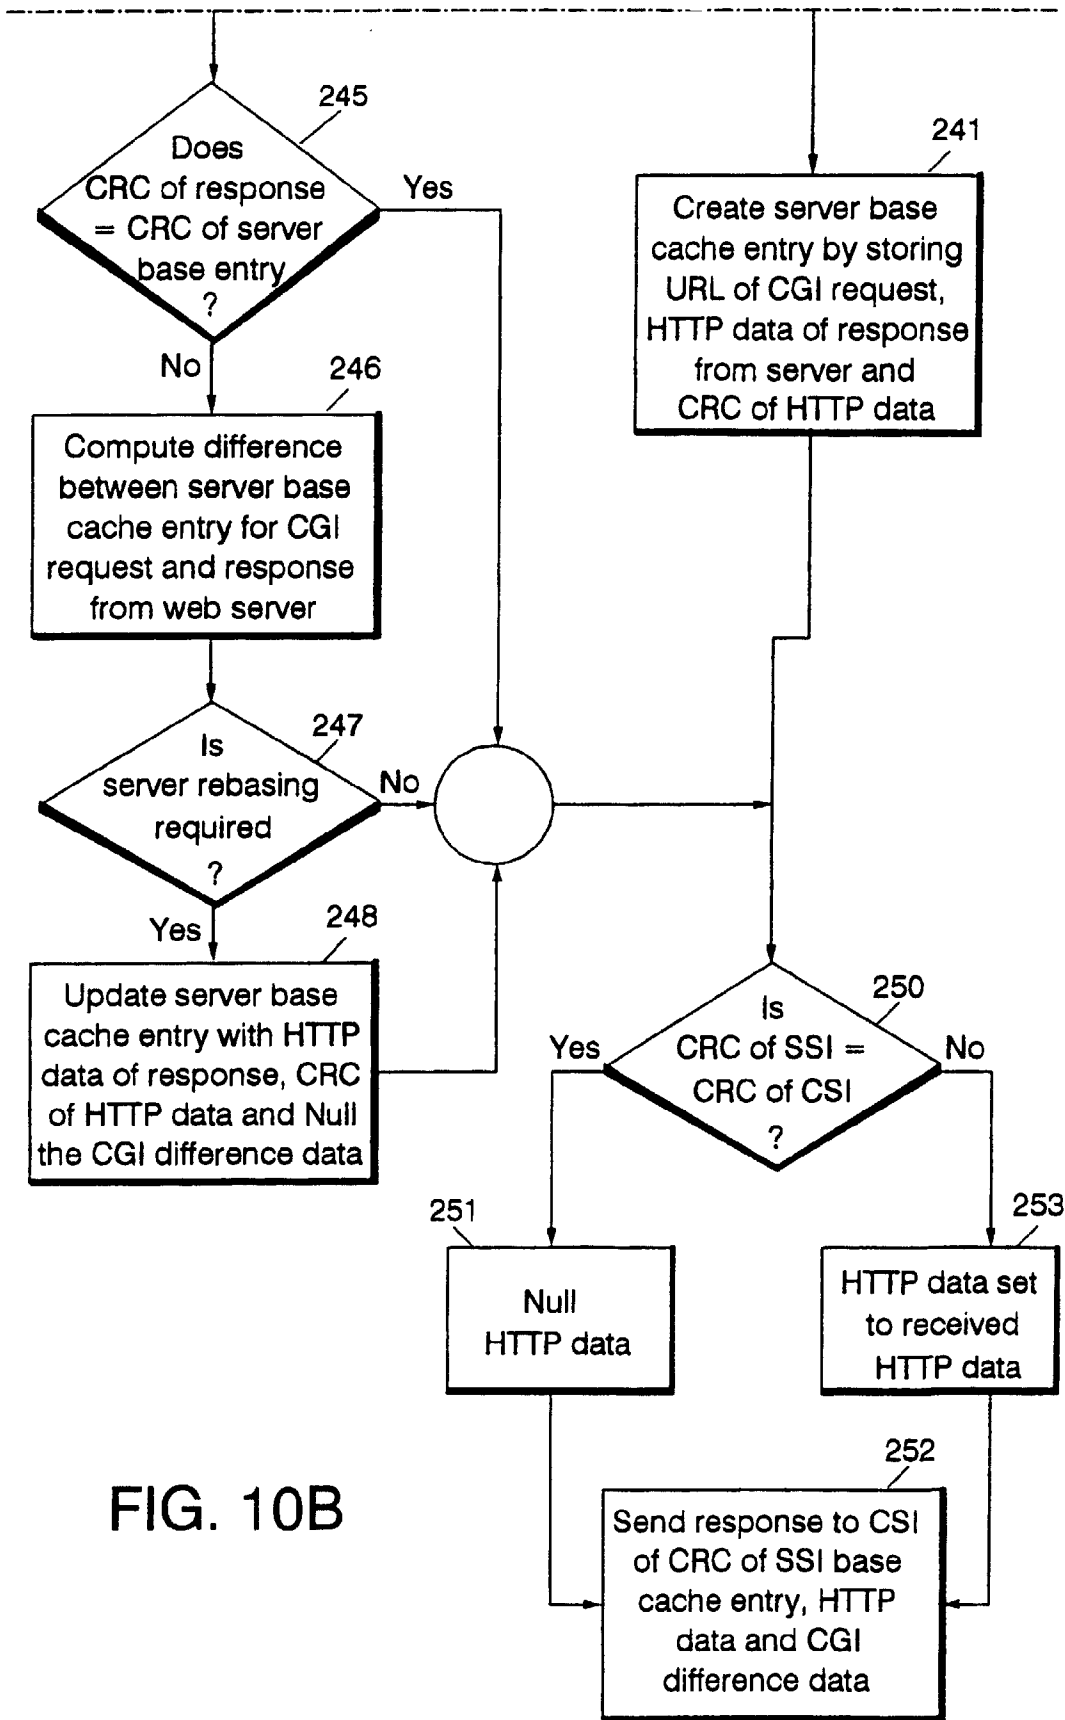 245
Does
CRC of response
= CRC of server
base entry
?
Yes
No
241
Create server base
cache entry by storing
URL of CGI request,
HTTP data of response
from server and
CRC of HTTP data
246
Compute difference
between server base
cache entry for CGI
request and response
from web server
247
Is
server rebasing
required
?
No
Yes
248
Update server base
cache entry with HTTP
data of response, CRC
of HTTP data and Null
the CGI difference data
250
Is
CRC of SSI =
CRC of CSI
?
Yes
No
251
Null
HTTP data
253
HTTP data set
to received
HTTP data
252
Send response to CSI
of CRC of SSI base
cache entry, HTTP
data and CGI
difference data
FIG. 10B